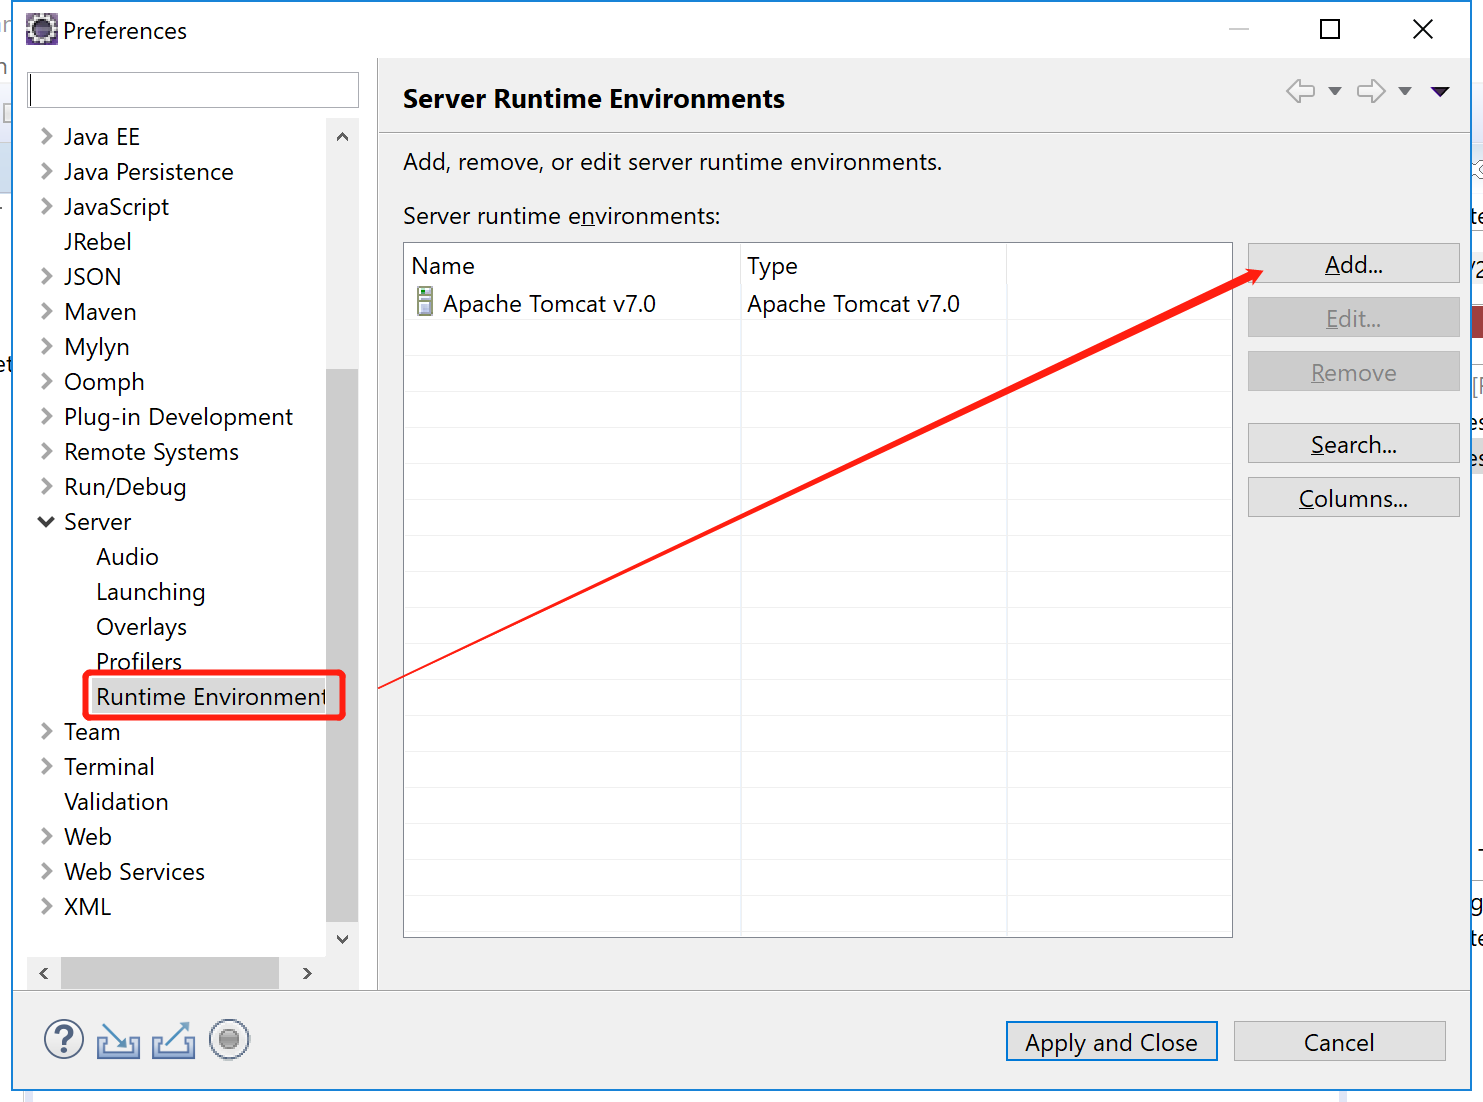 Preferences
Server Runtime Environments
Add, remove, or edit server runtime environments.
Server runtime environments:
Name Type
Apache Tomcat v7.0 Apache Tomcat v7.0
Add...
Edit...
Remove
Search...
Columns...
Java EE
Java Persistence
JavaScript
JRebel
JSON
Maven
Mylyn
Oomph
Plug-in Development
Remote Systems
Run/Debug
Server
Audio
Launching
Overlays
Profilers
Runtime Environment
Team
Terminal
Validation
Web
Web Services
XML
Apply and Close
Cancel